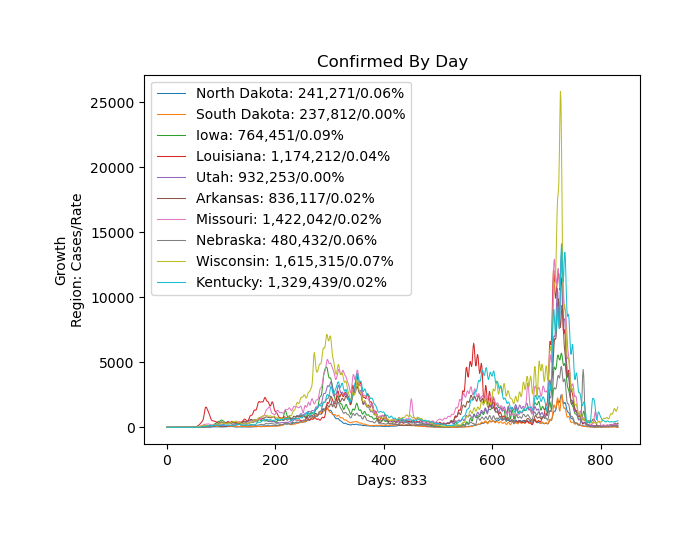 Confirmed By Day
North Dakota: 241,271/0.06%
South Dakota: 237,812/0.00%
Iowa: 764,451/0.09%
Louisiana: 1,174,212/0.04%
Utah: 932,253/0.00%
Arkansas: 836,117/0.02%
Missouri: 1,422,042/0.02%
Nebraska: 480,432/0.06%
Wisconsin: 1,615,315/0.07%
Kentucky: 1,329,439/0.02%
Growth
Region: Cases/Rate
25000
20000
15000
10000
5000
0
0 200 400 600 800
Days: 833